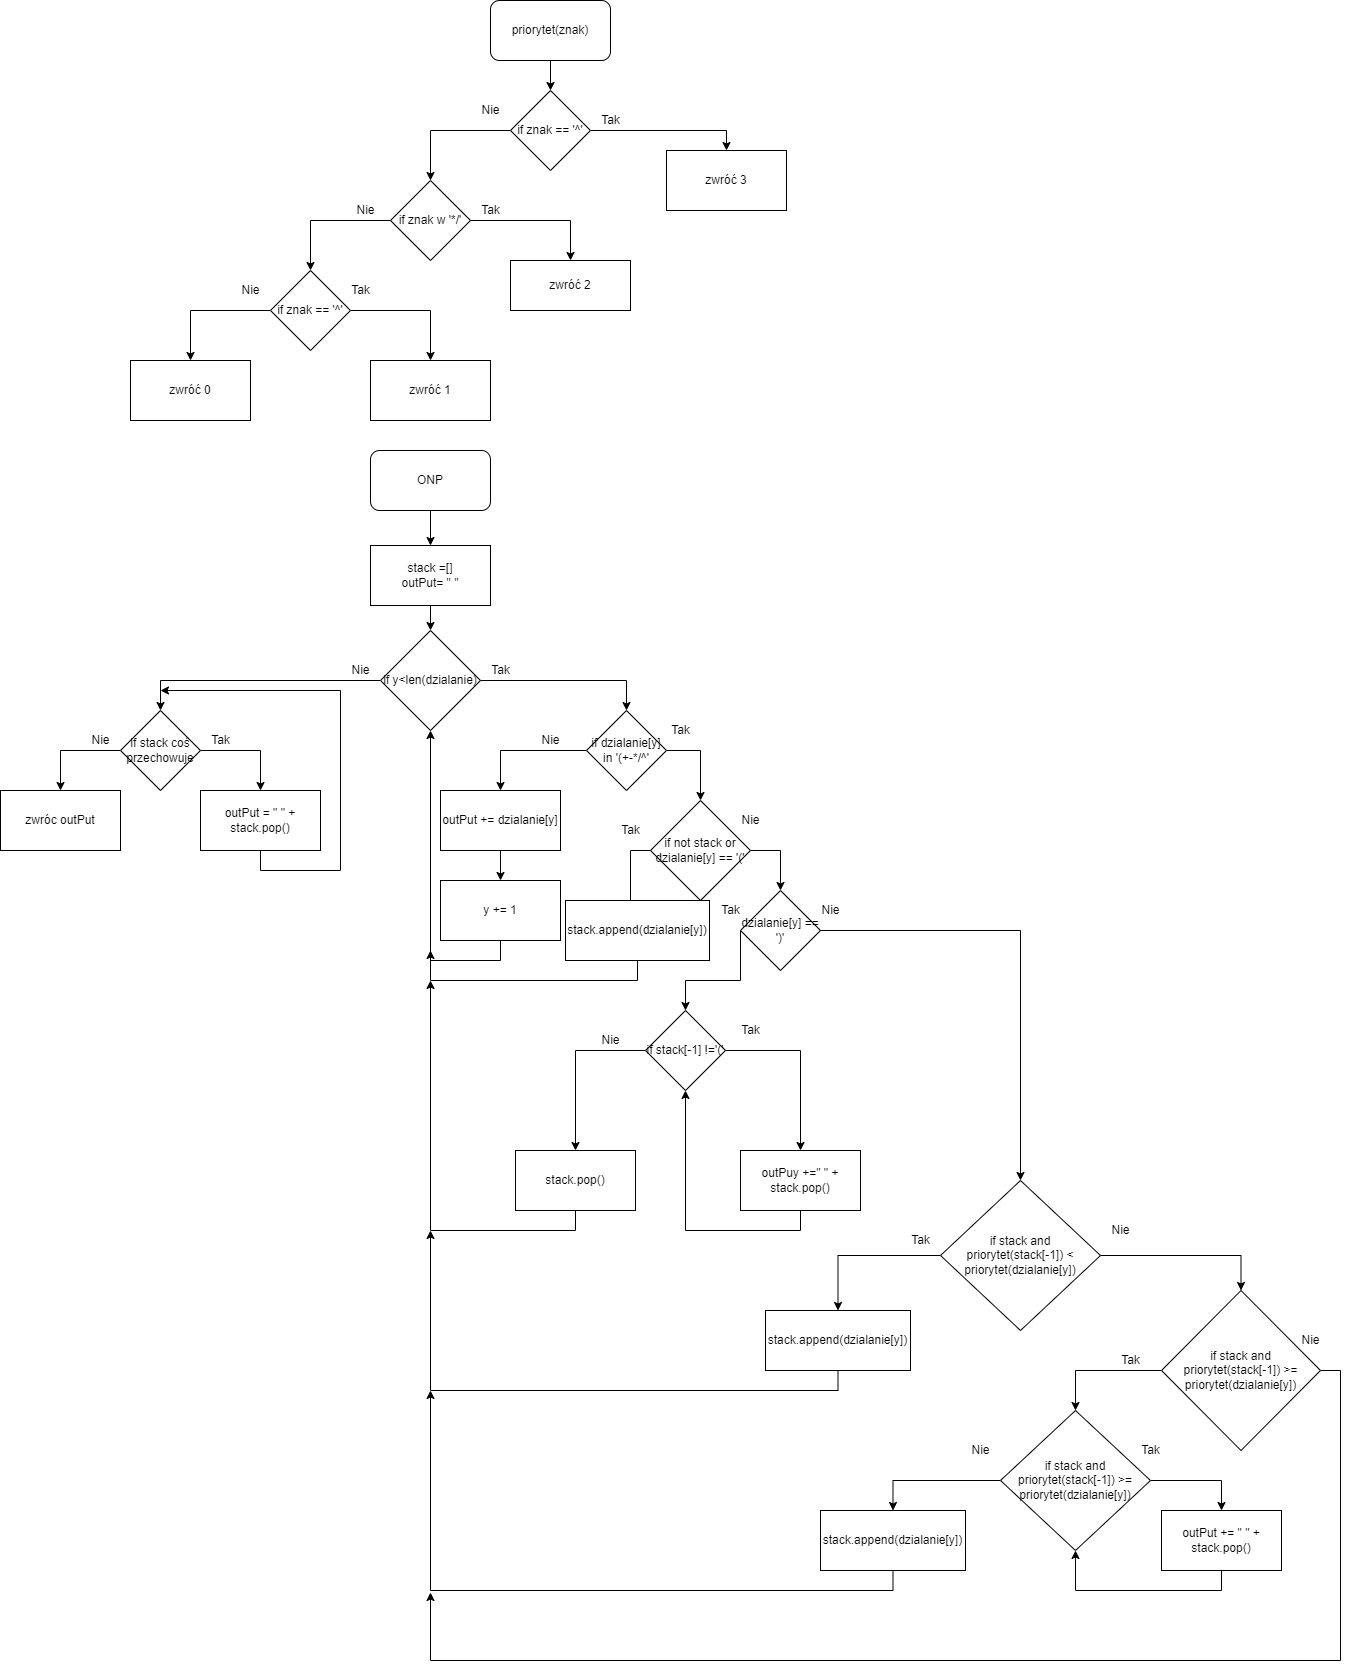 priorytet(znak)
Nie
Tak
if znak == '^'
zwróć 3
Nie
Tak
if znak w '*/'
zwróć 2
Nie
Tak
if znak == '^'
zwróć 0
zwróć 1
ONP
stack =[]
outPut= " "
Nie
Tak
if y<len(dzialanie)
Nie
Tak
if stack coś
przechowuje
zwróc outPut
outPut = " " +
stack.pop()
Nie
Tak
if dzialanie[y]
in '(+-*/^'
outPut += dzialanie[y]
y += 1
Tak
Nie
if not stack or
dzialanie[y] == '('
stack.append(dzialanie[y])
Tak
Nie
dzialanie[y] ==
')'
Nie
Tak
if stack[-1] !='('
stack.pop()
outPuy +=" " +
stack.pop()
Tak
Nie
if stack and
priorytet(stack[-1]) <
priorytet(dzialanie[y])
stack.append(dzialanie[y])
Tak
Nie
if stack and
priorytet(stack[-1]) >=
priorytet(dzialanie[y])
Nie
Tak
if stack and
priorytet(stack[-1]) >=
priorytet(dzialanie[y])
stack.append(dzialanie[y])
outPut += " " +
stack.pop()